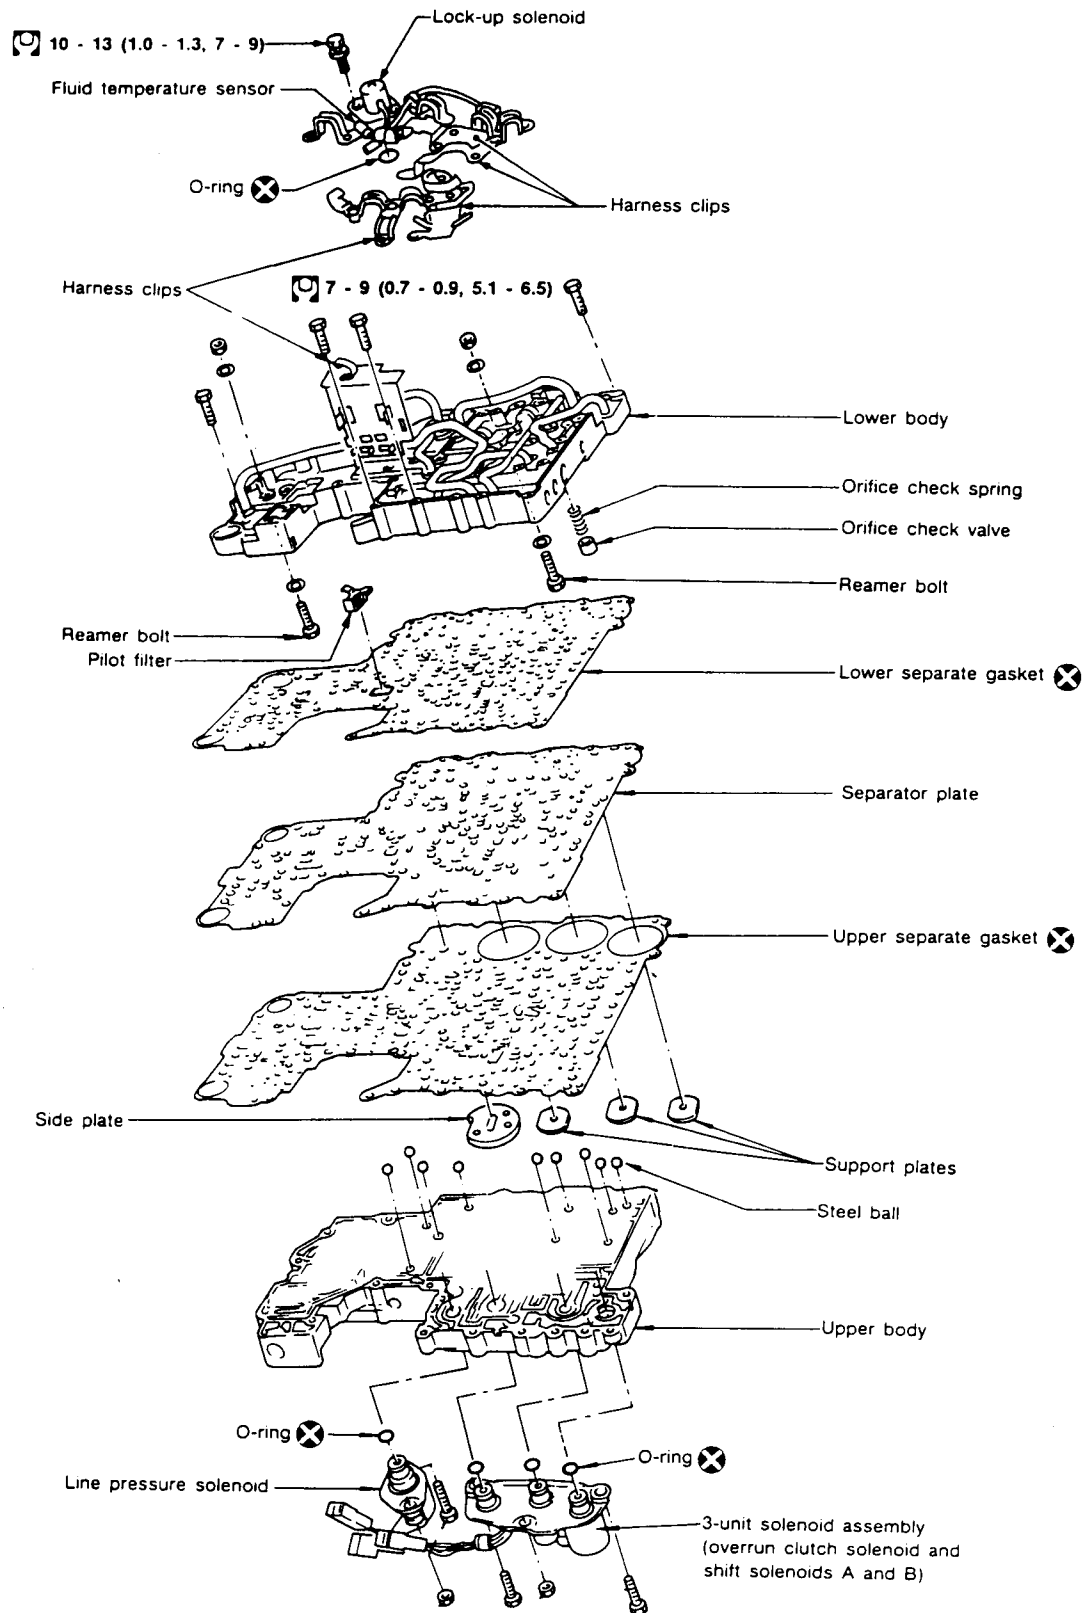 Lock-up solenoid
10 - 13 (1.0 - 1.3, 7 - 9)
Fluid temperature sensor
O-ring
Harness clips
Harness clips
7 - 9 (0.7 - 0.9, 5.1 - 6.5)
Lower body
Orifice check spring
Orifice check valve
Reamer bolt
Reamer bolt
Pilot filter
Lower separate gasket
Separator plate
Upper separate gasket
Side plate
Support plates
Steel ball
Upper body
O-ring
O-ring
Line pressure solenoid
3-unit solenoid assembly
(overrun clutch solenoid and
shift solenoids A and B)